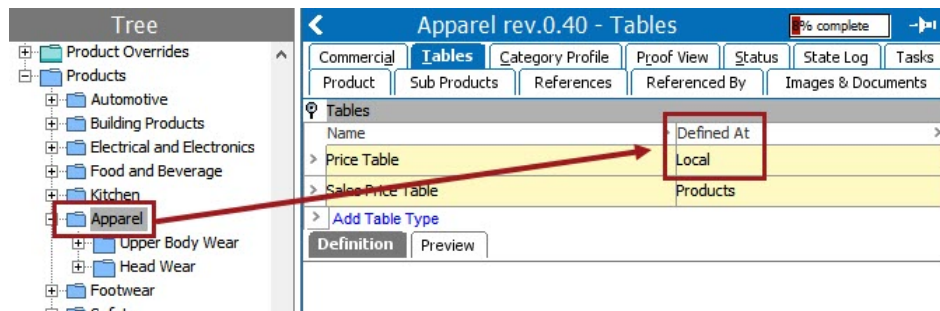 Tree
Product Overrides
Products
Automotive
Building Products
Electrical and Electronics
Food and Beverage
Kitchen
Apparel
Upper Body Wear
Head Wear
Footwear
Apparel rev.0.40 - Tables
8% complete
Commercial Tables Category Profile Proof View Status State Log Tasks
Product Sub Products References Referenced By Images & Documents
Tables
Name Defined At
Price Table Local
Sales Price Table Products
Add Table Type
Definition Preview